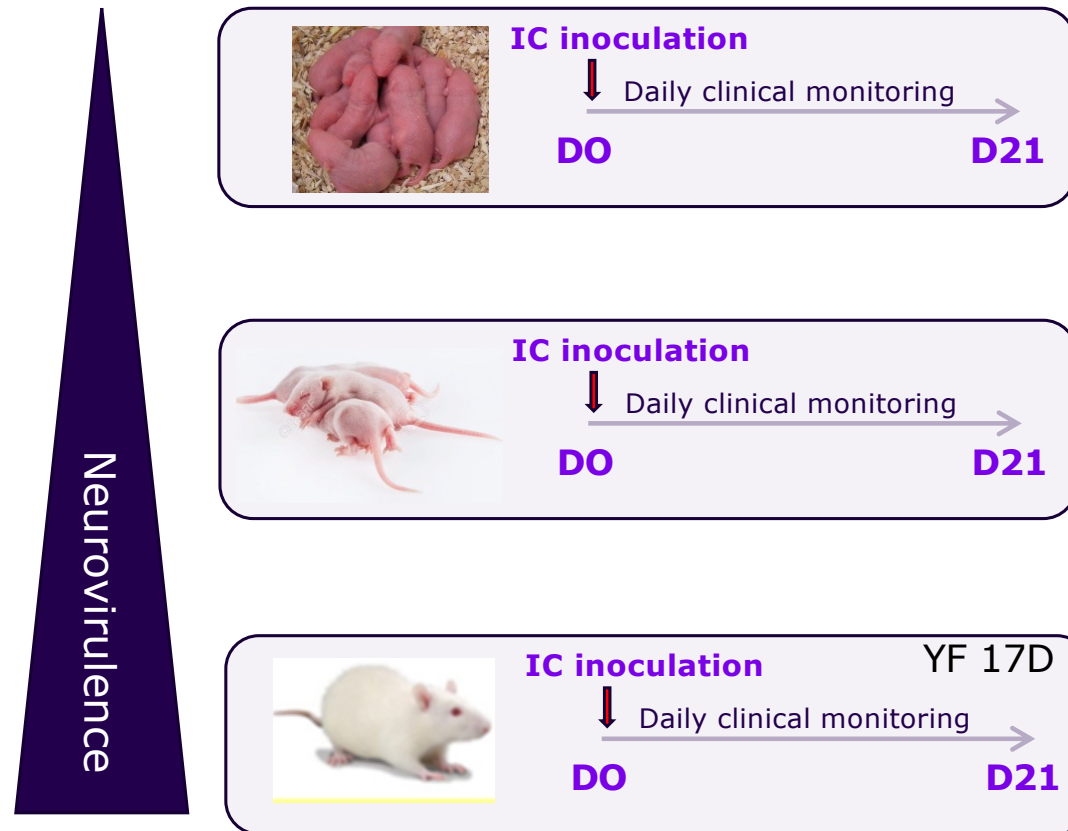 IC inoculation
Daily clinical monitoring
DO
D21
IC inoculation
Daily clinical monitoring
DO
D21
Neurovirulence
YF 17D
IC inoculation
Daily clinical monitoring
DO
D21